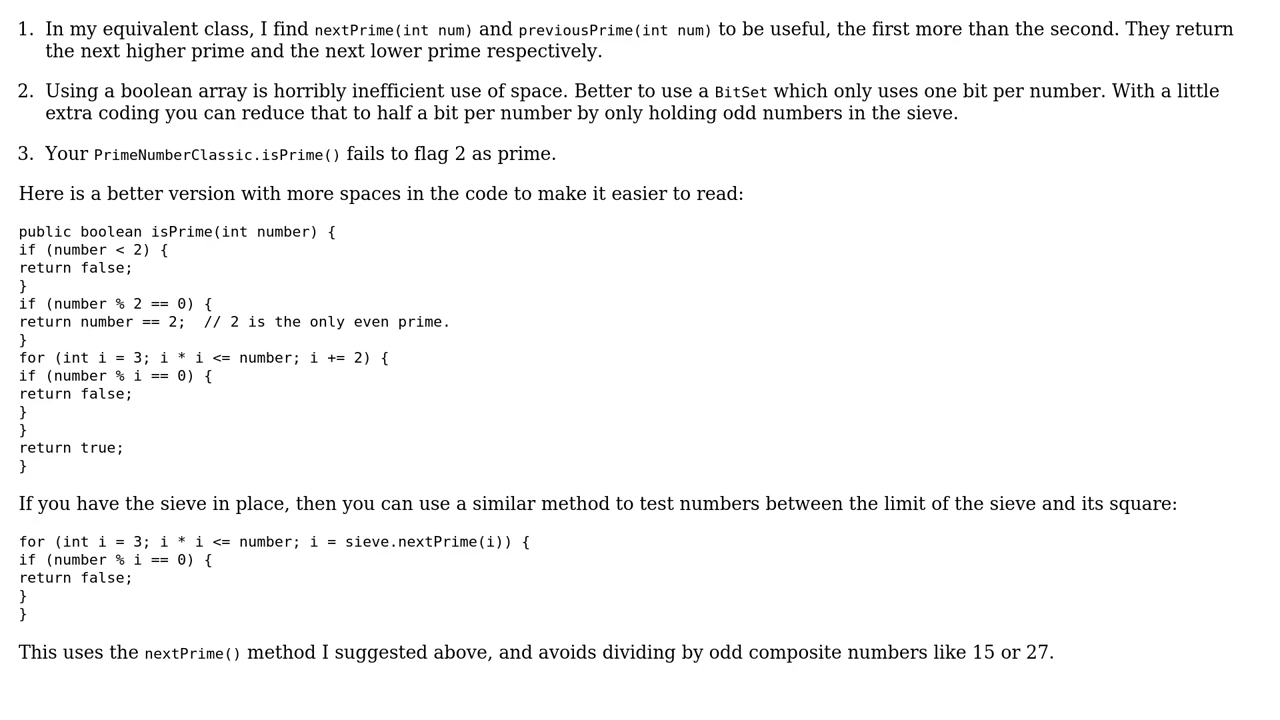 1. In my equivalent class, I find nextPrime(int num) and previousPrime(int num) to be useful, the first more than the second. They return
the next higher prime and the next lower prime respectively.
2. Using a boolean array is horribly inefficient use of space. Better to use a BitSet which only uses one bit per number. With a little
extra coding you can reduce that to half a bit per number by only holding odd numbers in the sieve.
3. Your PrimeNumberClassic.isPrime() fails to flag 2 as prime.
Here is a better version with more spaces in the code to make it easier to read:
public boolean isPrime(int number) {
if (number < 2) {
return false;
}
if (number % 2 == 0) {
return number == 2;  // 2 is the only even prime.
}
for (int i = 3; i * i <= number; i += 2) {
if (number % i == 0) {
return false;
}
}
return true;
}
If you have the sieve in place, then you can use a similar method to test numbers between the limit of the sieve and its square:
for (int i = 3; i * i <= number; i = sieve.nextPrime(i)) {
if (number % i == 0) {
return false;
}
}
This uses the nextPrime() method I suggested above, and avoids dividing by odd composite numbers like 15 or 27.